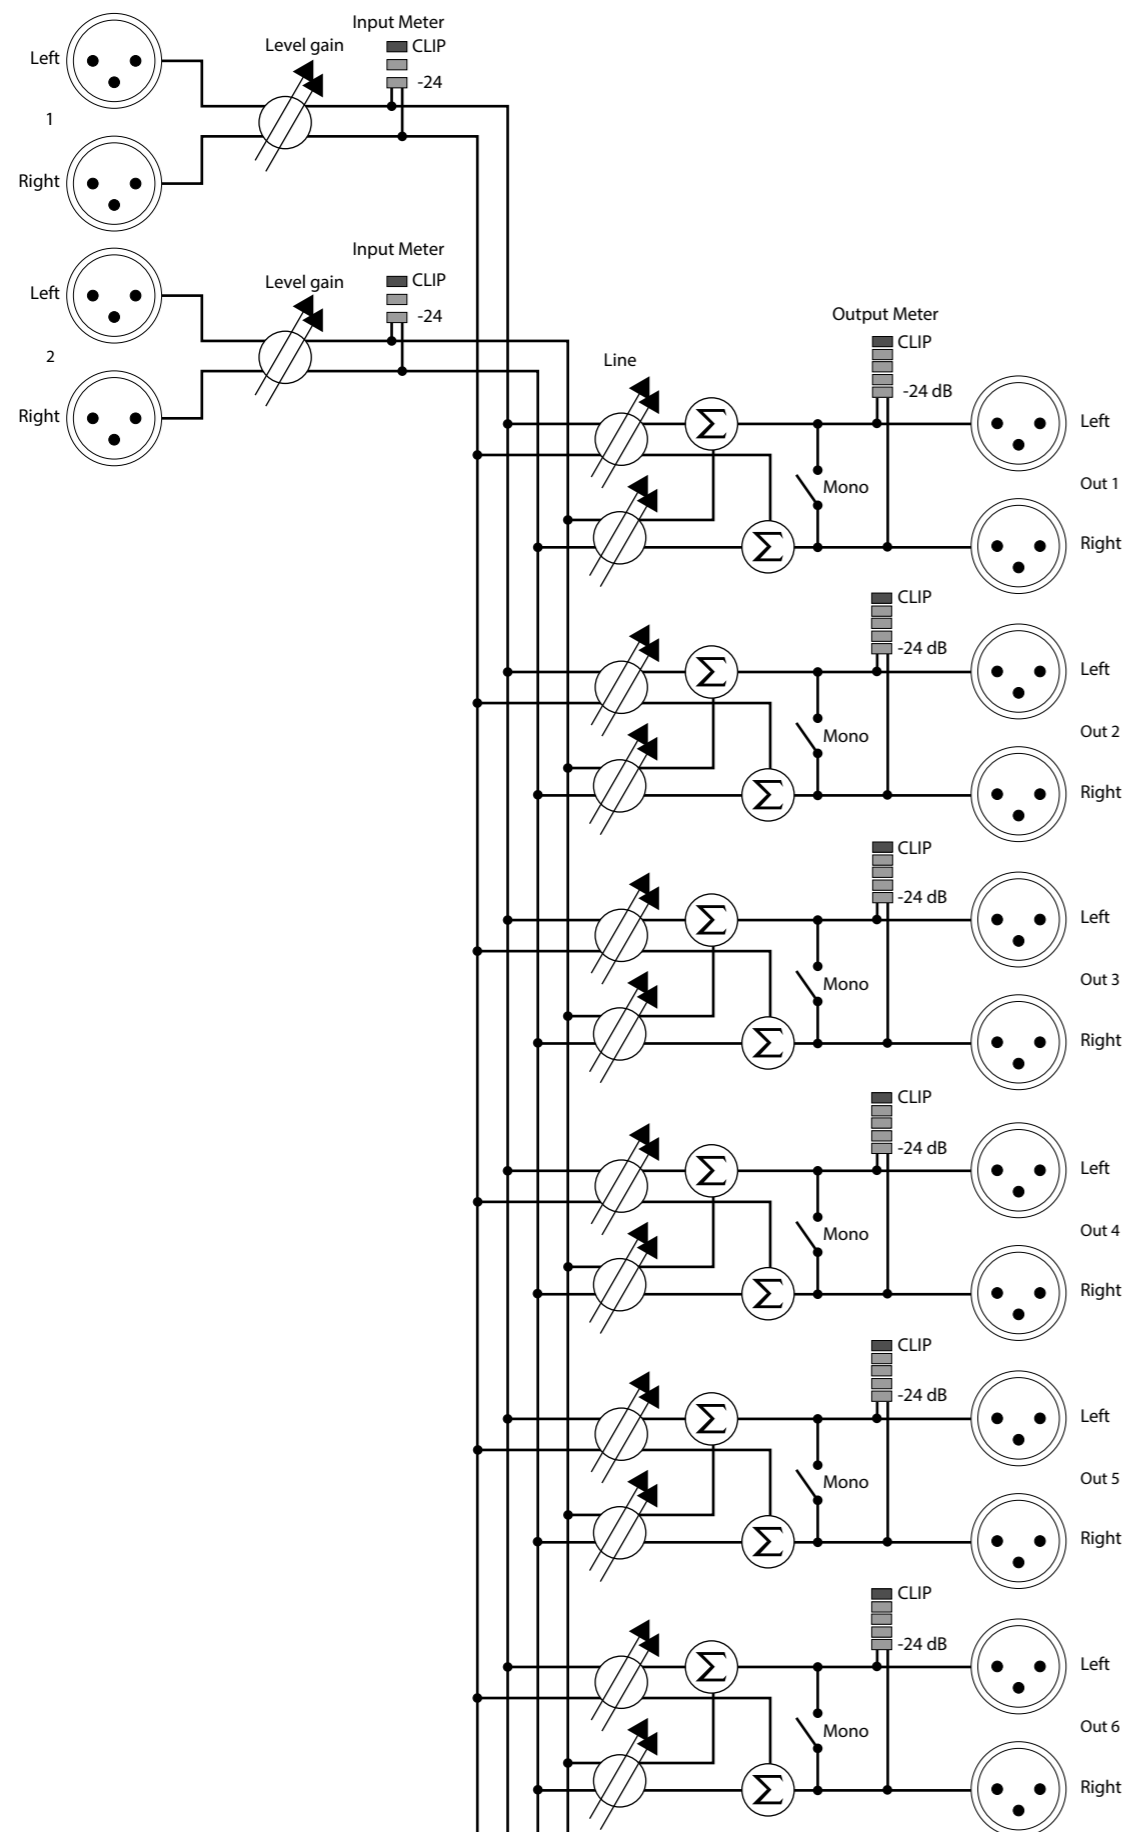 Input Meter
Left
Level gain
CLIP
-24
1
Right
Input Meter
Left
Level gain
CLIP
-24
2
Right
Output Meter
Line
CLIP
-24 dB
Σ
Left
Mono
Out 1
Σ
Right
CLIP
-24 dB
Σ
Left
Mono
Out 2
Σ
Right
CLIP
-24 dB
Σ
Left
Mono
Out 3
Σ
Right
CLIP
-24 dB
Σ
Left
Mono
Out 4
Σ
Right
CLIP
-24 dB
Σ
Left
Mono
Out 5
Σ
Right
CLIP
-24 dB
Σ
Left
Mono
Out 6
Σ
Right